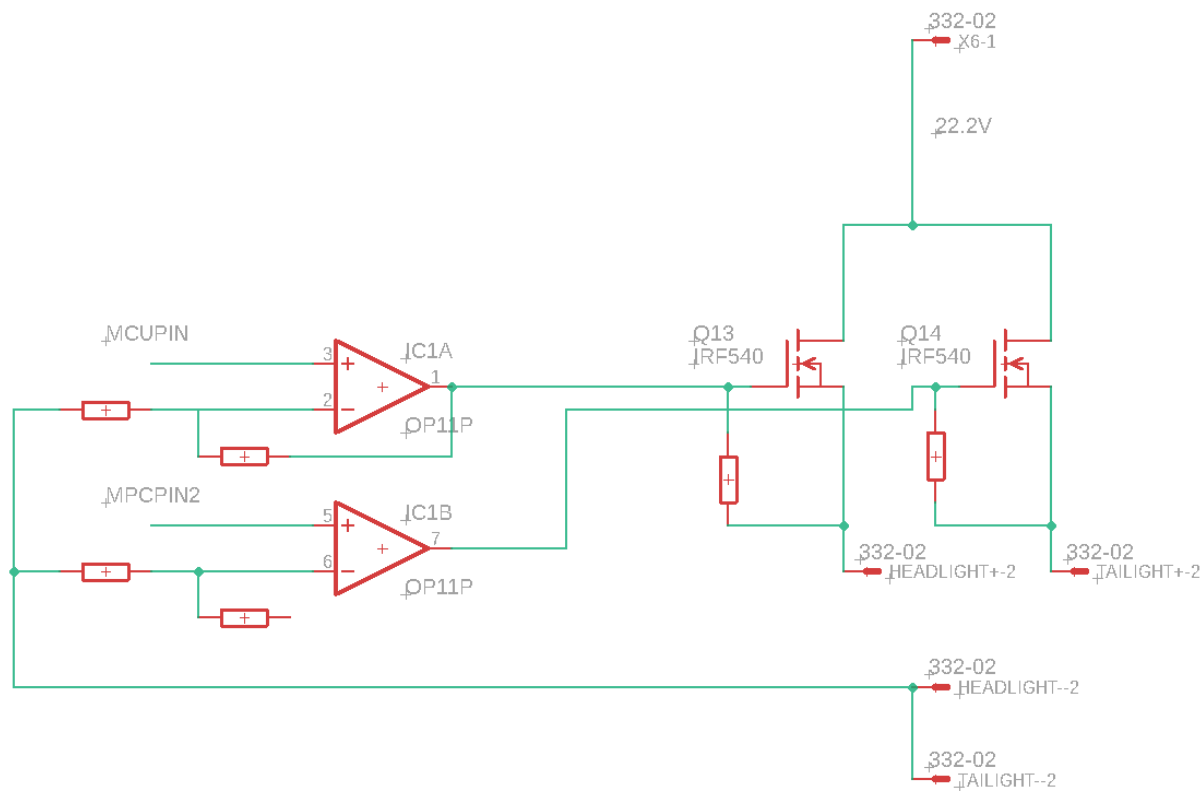 332-02
X6-1
22.2V
MCUPIN
3
IC1A
1
2
OP11P
Q13
IRF540
Q14
IRF540
MPCPIN2
5
IC1B
7
6
OP11P
332-02
HEADLIGHT+-2
332-02
TAILIGHT+-2
332-02
HEADLIGHT--2
332-02
TAILIGHT--2